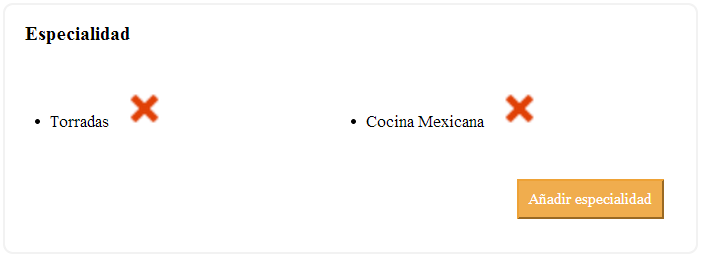 Especialidad
Torradas
Cocina Mexicana
Añadir especialidad